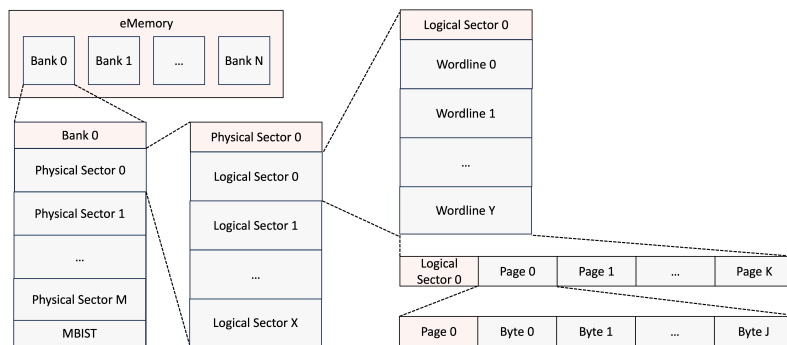 eMemory
Bank 0
Bank 1
...
Bank N
Bank 0
Physical Sector 0
Physical Sector 1
...
Physical Sector M
MBIST
Physical Sector 0
Logical Sector 0
Logical Sector 1
...
Logical Sector X
Logical Sector 0
Wordline 0
Wordline 1
...
Wordline Y
Logical
Sector 0
Page 0
Page 1
...
Page K
Page 0
Byte 0
Byte 1
...
Byte J